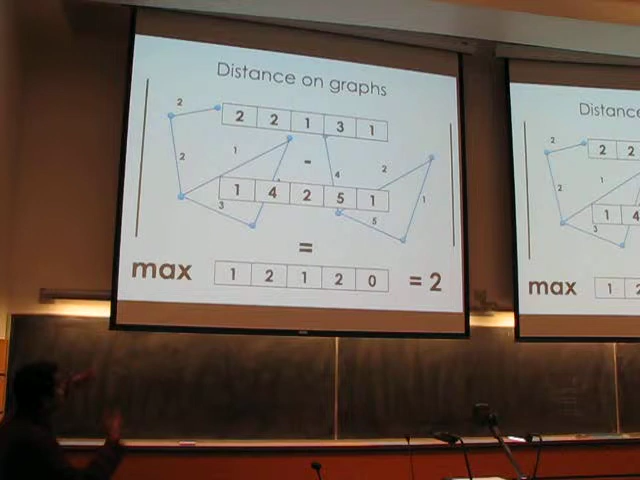 Distance on graphs
2
2 2 1 3 1
2
1
-
4
2
1 4 2 5 1
1
3
5
=
max
1 2 1 2 0
= 2
Distance
2
2 2
2
1
1 4
3
max
1 2